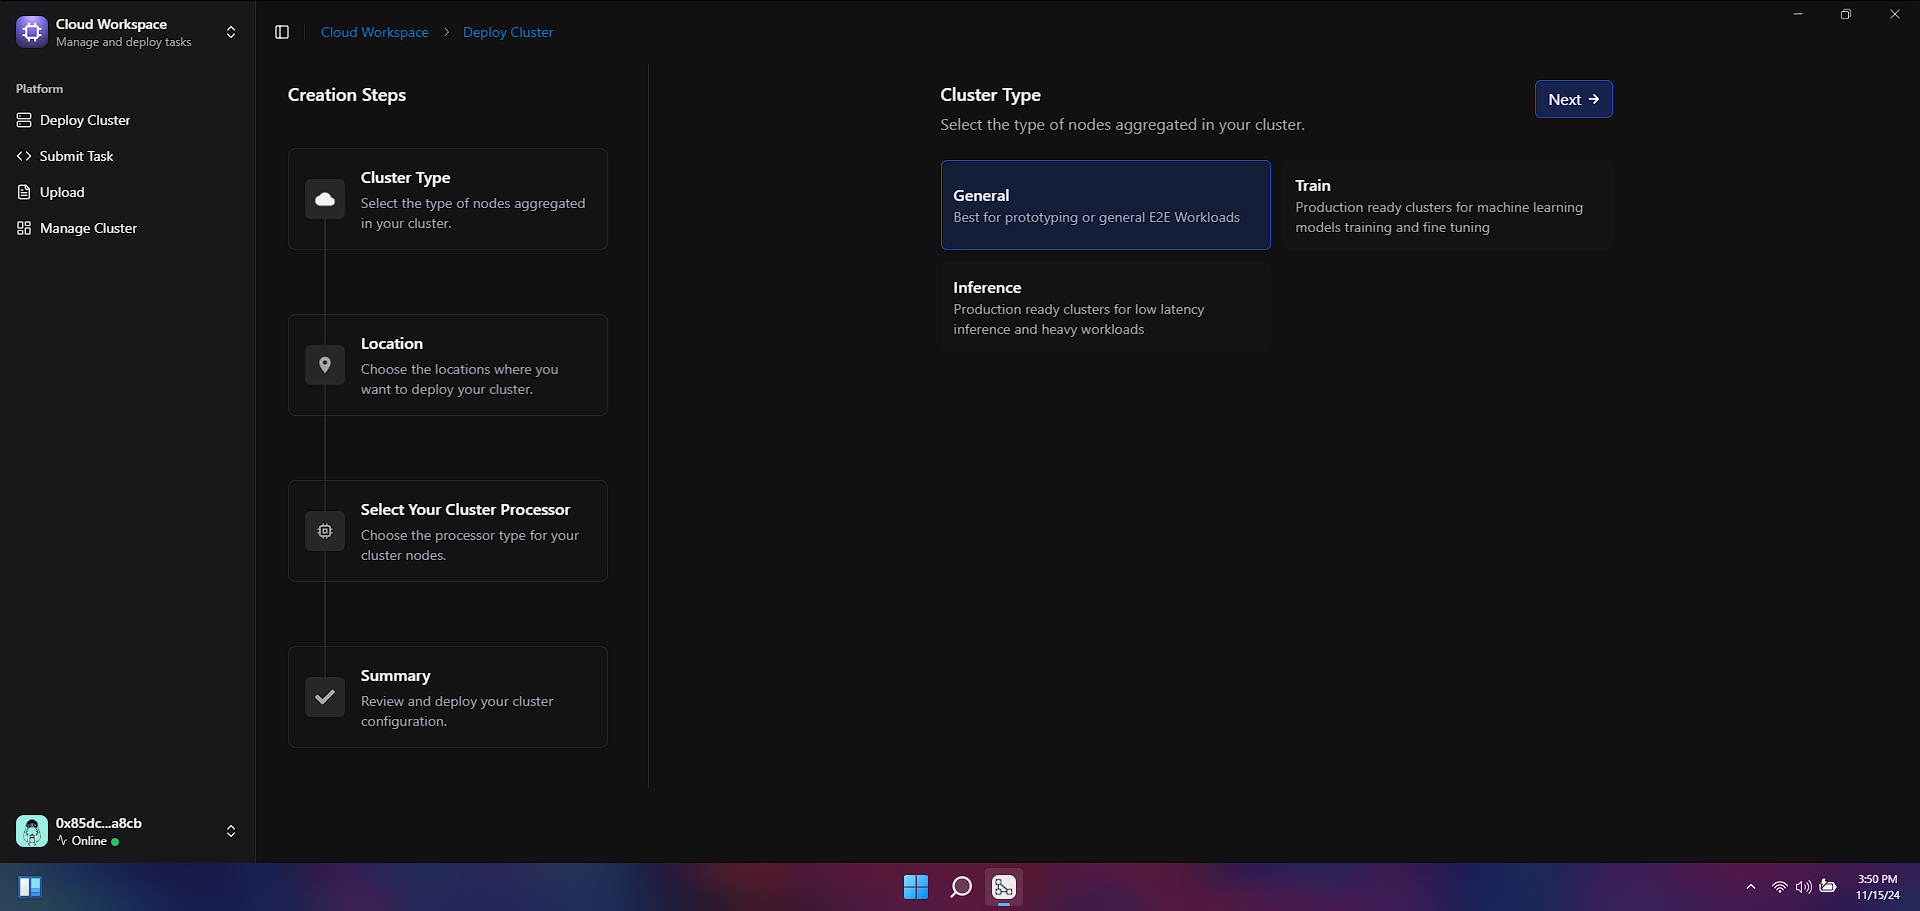 Cloud Workspace
Manage and deploy tasks
Platform
Deploy Cluster
Submit Task
Upload
Manage Cluster
0x85dc...a8cb
Online
Cloud Workspace > Deploy Cluster
Creation Steps
Cluster Type
Select the type of nodes aggregated
in your cluster.
Location
Choose the locations where you
want to deploy your cluster.
Select Your Cluster Processor
Choose the processor type for your
cluster nodes.
Summary
Review and deploy your cluster
configuration.
Cluster Type
Select the type of nodes aggregated in your cluster.
Next →
General
Best for prototyping or general E2E Workloads
Train
Production ready clusters for machine learning
models training and fine tuning
Inference
Production ready clusters for low latency
inference and heavy workloads
3:50 PM
11/15/24